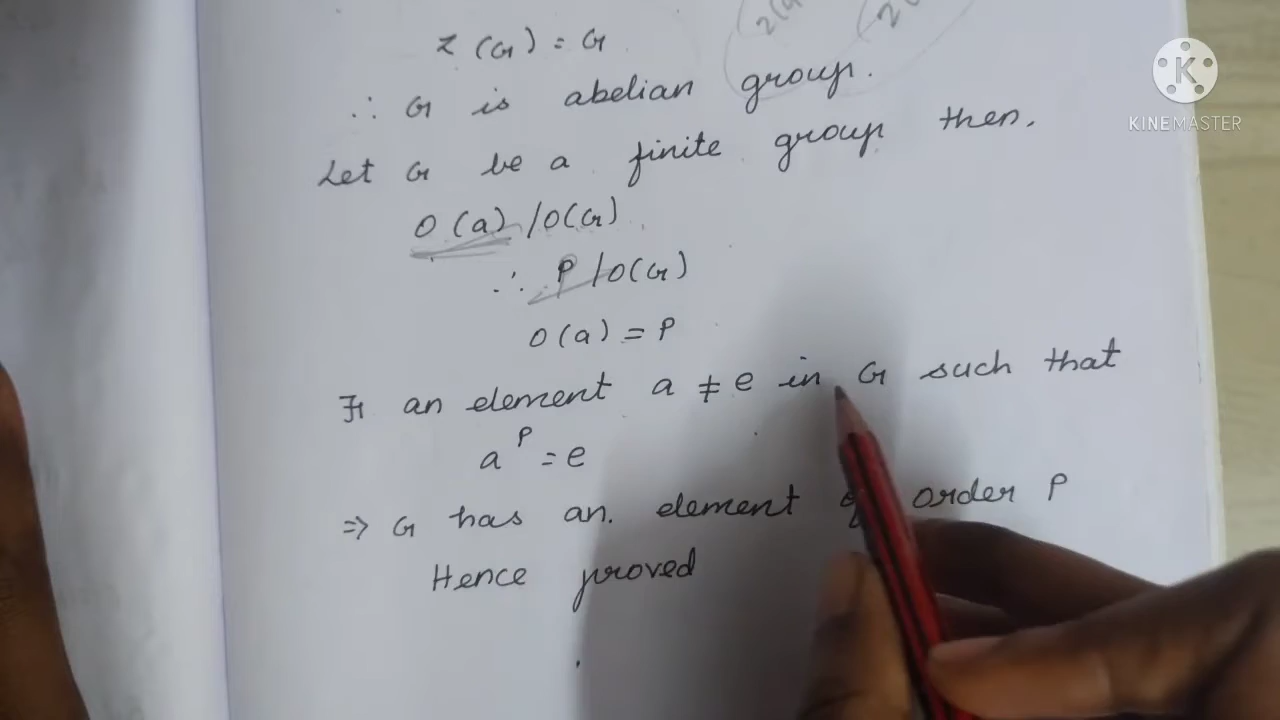 z (G) = G
∴ G is abelian group.
Let G be a finite group then.
O (a) / O(G)
∴ P / O(G)
O (a) = P
∃ an element a ≠ e in G such that
a^P = e
⇒ G has an. element of order P
Hence proved
K
KINEMASTER